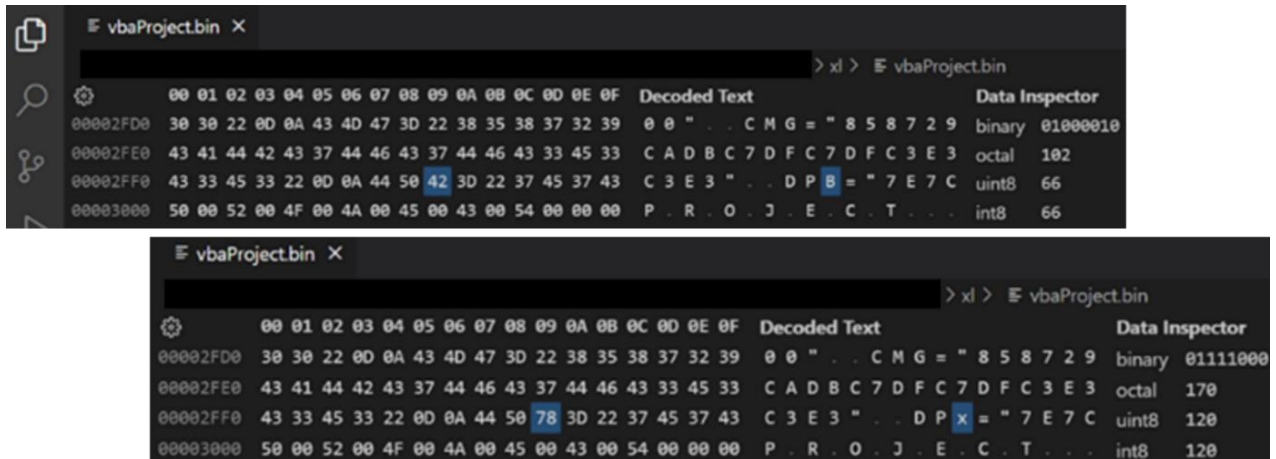 vbaProject.bin ×
> xl > vbaProject.bin
00 01 02 03 04 05 06 07 08 09 0A 0B 0C 0D 0E 0F Decoded Text Data Inspector
00002FD0 30 30 22 0D 0A 43 4D 47 3D 22 38 35 38 37 32 39 0 0 " . . C M G = " 8 5 8 7 2 9 binary 01000010
00002FE0 43 41 44 42 43 37 44 46 43 37 44 46 43 33 45 33 C A D B C 7 D F C 7 D F C 3 E 3 octal 102
00002FF0 43 33 45 33 22 0D 0A 44 50 42 3D 22 37 45 37 43 C 3 E 3 " . . D P B = " 7 E 7 C uint8 66
00003000 50 00 52 00 4F 00 4A 00 45 00 43 00 54 00 00 00 P . R . O . J . E . C . T . . . int8 66
vbaProject.bin ×
> xl > vbaProject.bin
00 01 02 03 04 05 06 07 08 09 0A 0B 0C 0D 0E 0F Decoded Text Data Inspector
00002FD0 30 30 22 0D 0A 43 4D 47 3D 22 38 35 38 37 32 39 0 0 " . . C M G = " 8 5 8 7 2 9 binary 01111000
00002FE0 43 41 44 42 43 37 44 46 43 37 44 46 43 33 45 33 C A D B C 7 D F C 7 D F C 3 E 3 octal 170
00002FF0 43 33 45 33 22 0D 0A 44 50 78 3D 22 37 45 37 43 C 3 E 3 " . . D P x = " 7 E 7 C uint8 120
00003000 50 00 52 00 4F 00 4A 00 45 00 43 00 54 00 00 00 P . R . O . J . E . C . T . . . int8 120